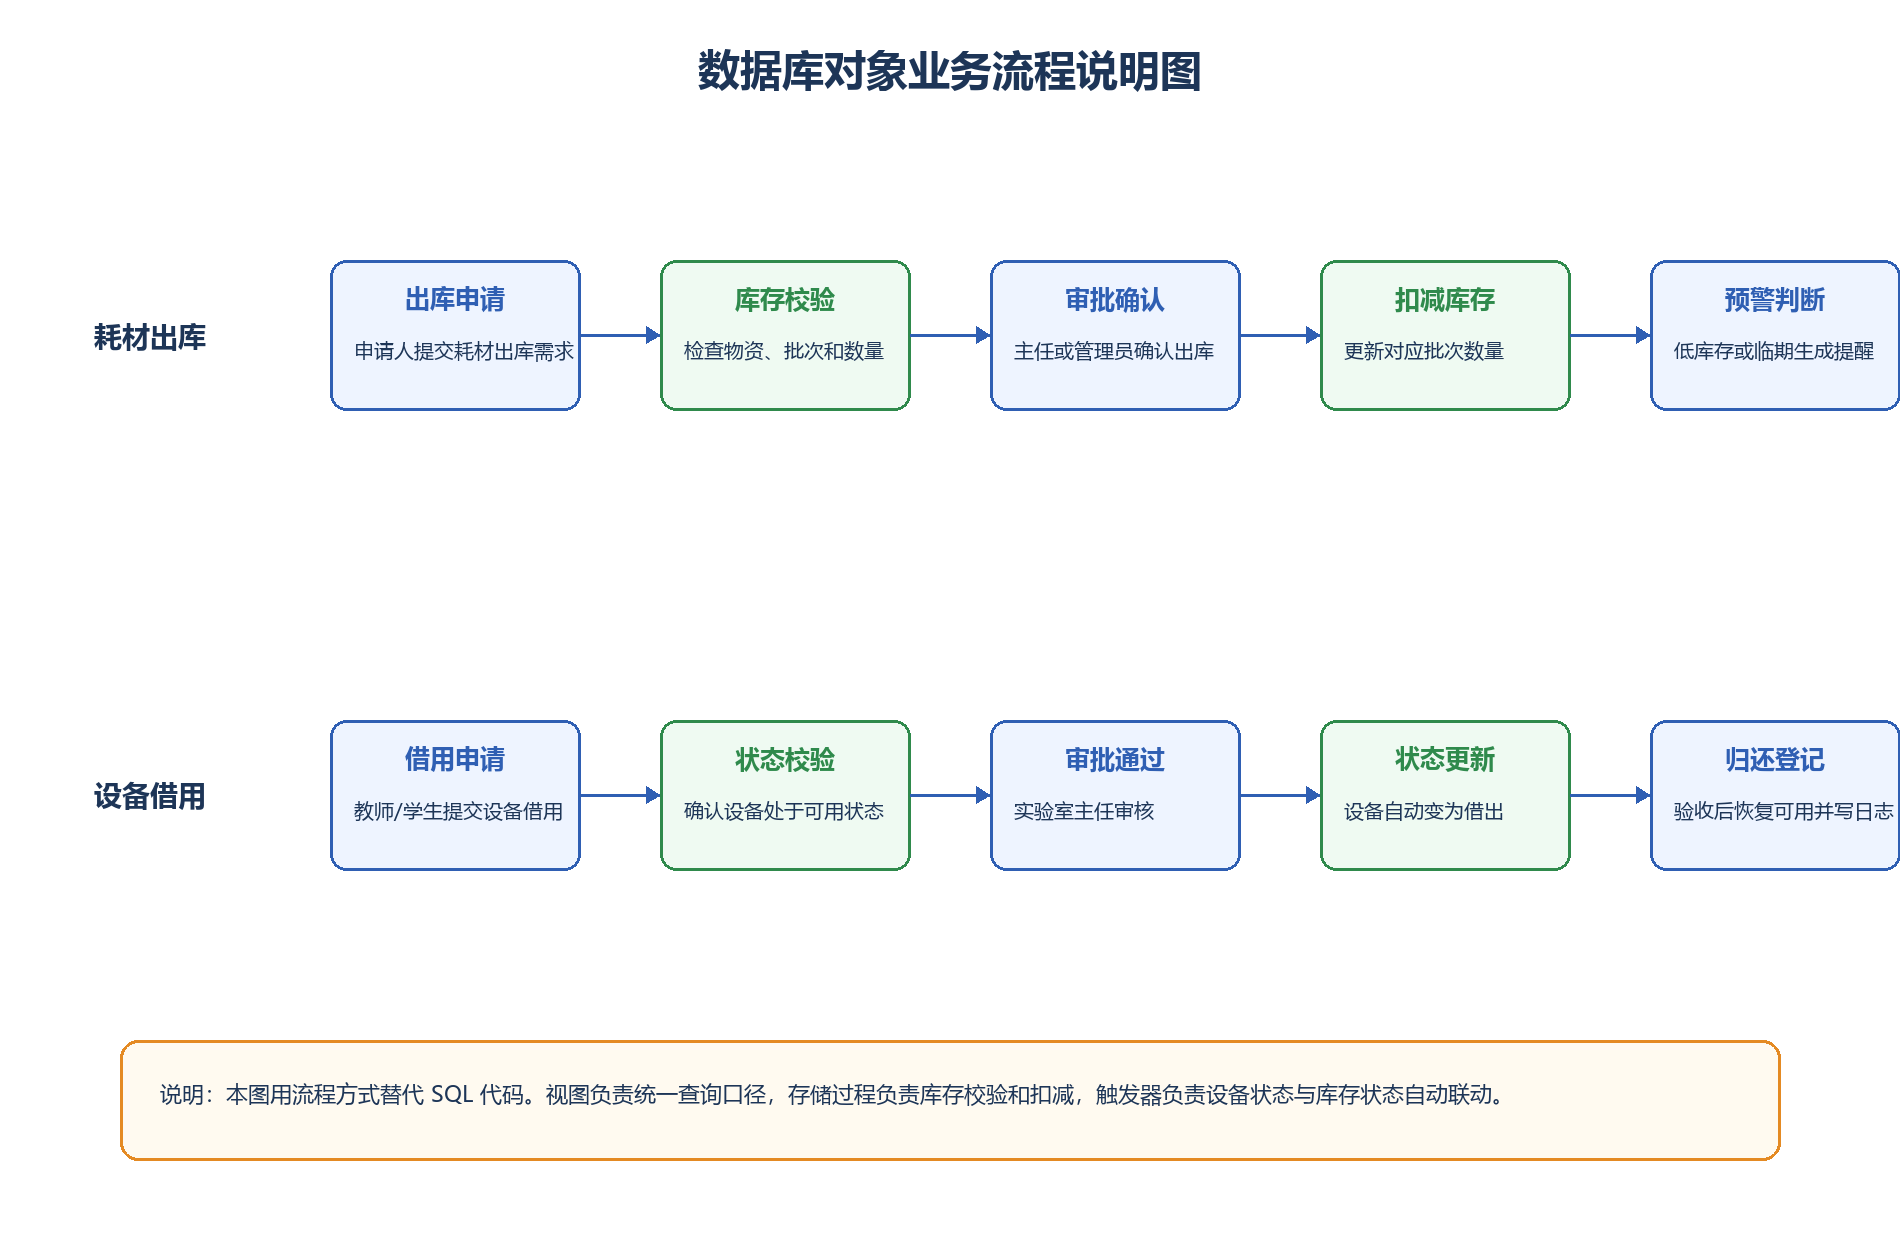 数据库对象业务流程说明图
耗材出库
出库申请
申请人提交耗材出库需求
库存校验
检查物资、批次和数量
审批确认
主任或管理员确认出库
扣减库存
更新对应批次数量
预警判断
低库存或临期生成提醒
设备借用
借用申请
教师/学生提交设备借用
状态校验
确认设备处于可用状态
审批通过
实验室主任审核
状态更新
设备自动变为借出
归还登记
验收后恢复可用并写日志
说明：本图用流程方式替代 SQL 代码。视图负责统一查询口径，存储过程负责库存校验和扣减，触发器负责设备状态与库存状态自动联动。